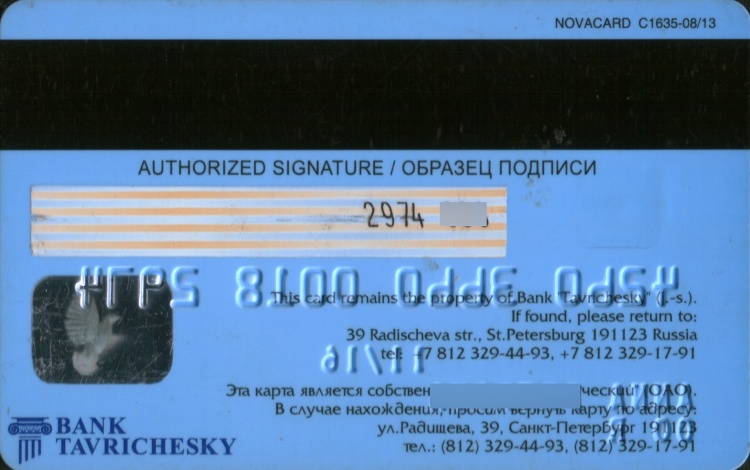 NOVACARD C1635-08/13
AUTHORIZED SIGNATURE / ОБРАЗЕЦ ПОДПИСИ
2974
This card remains the property of Bank "Tavrichesky" (j.-s.).
If found, please return to:
39 Radischeva str., St.Petersburg 191123 Russia
tel: +7 812 329-44-93, +7 812 329-17-91
Эта карта является (ОАО).
В случае нахождения, просим вернуть карту по адресу:
ул.Радищева, 39, Санкт-Петербург 191123
тел.: (812) 329-44-93, (812) 329-17-91
BANK
TAVRICHESKY